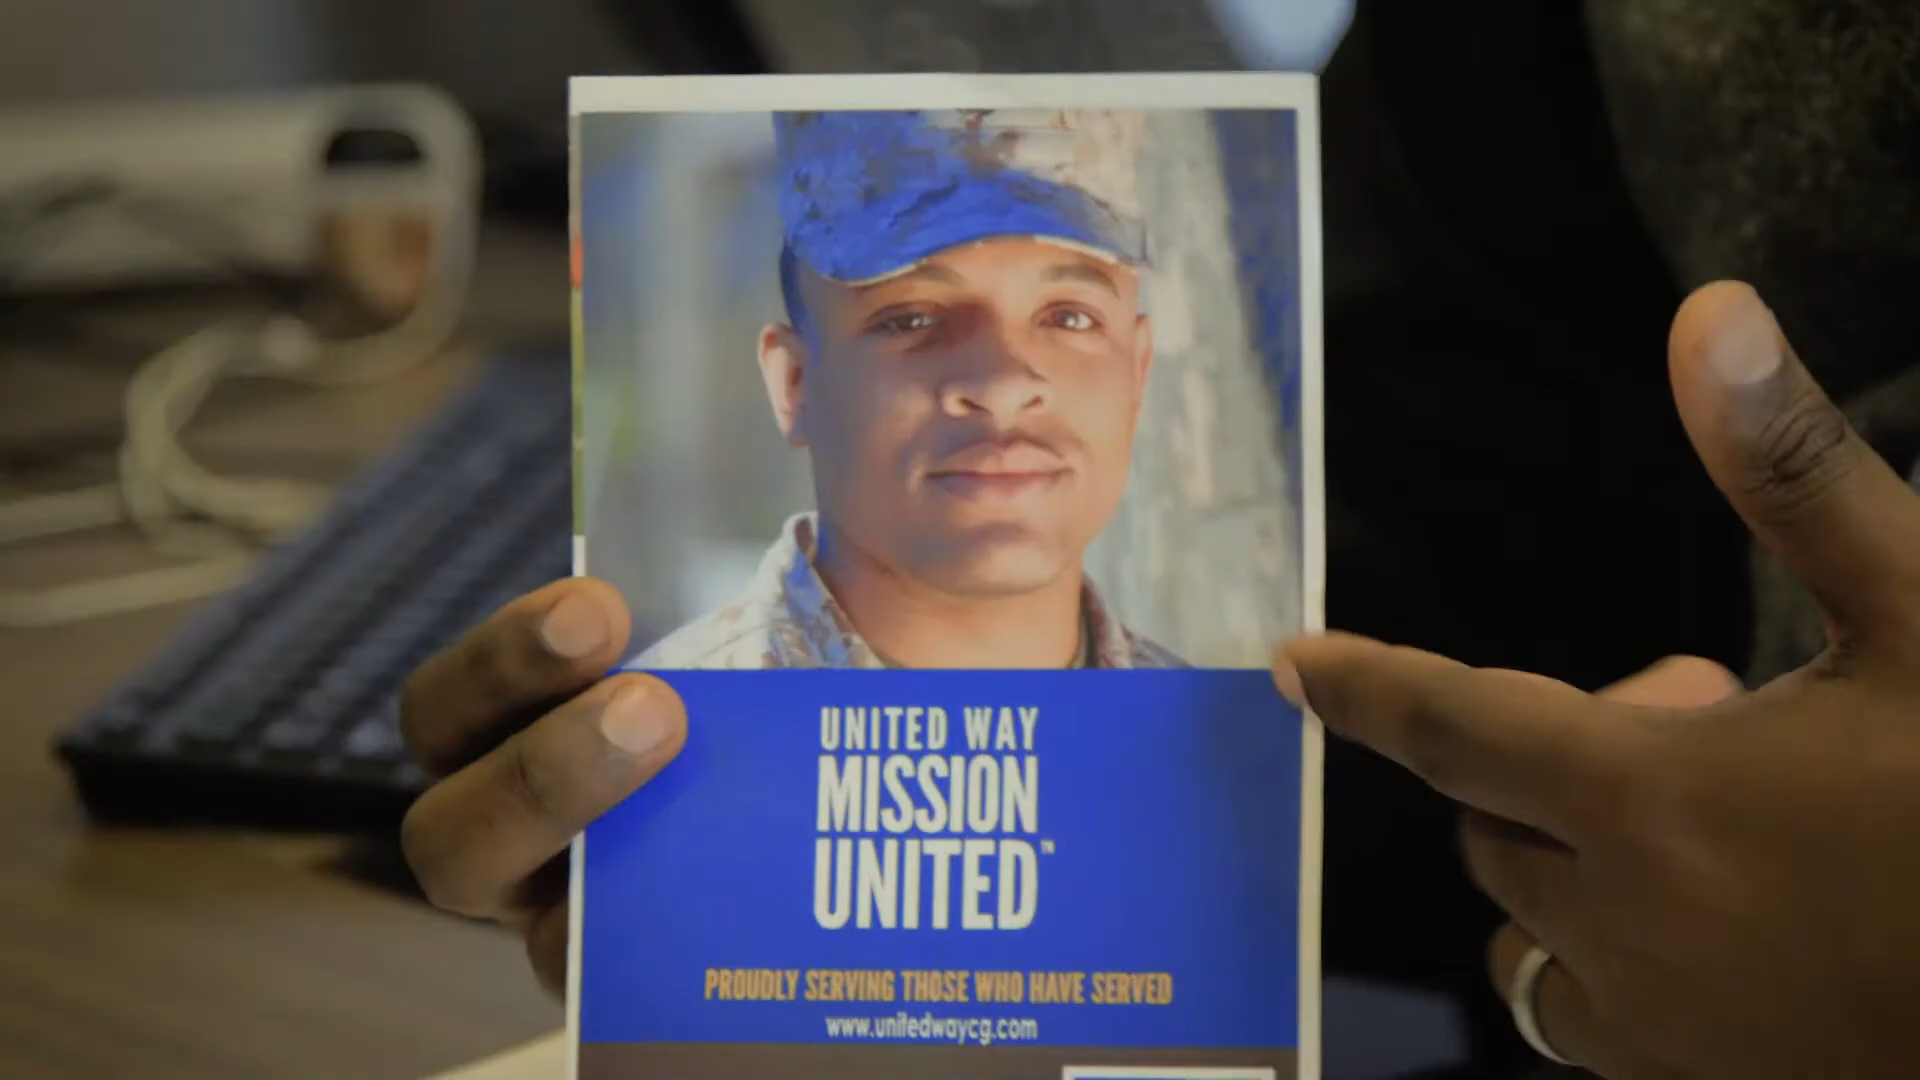 UNITED WAY
MISSION
UNITED™
PROUDLY SERVING THOSE WHO HAVE SERVED
www.unitedwaycg.com